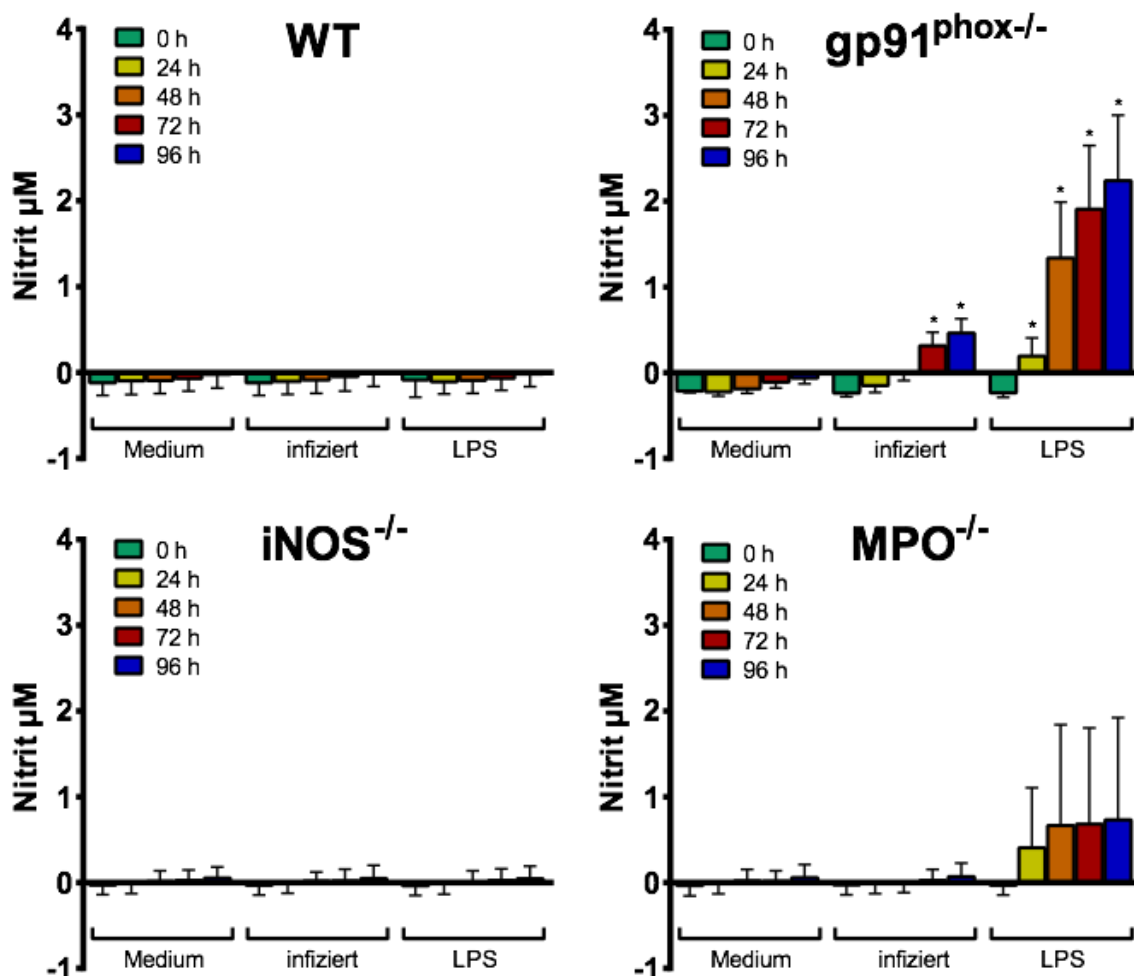 WT
4
3
2
1
0
-1
Nitrit µM
0 h
24 h
48 h
72 h
96 h
Medium
infiziert
LPS
gp91phox-/-
4
3
2
1
0
-1
Nitrit µM
0 h
24 h
48 h
72 h
96 h
* *
* * * *
Medium
infiziert
LPS
iNOS-/-
4
3
2
1
0
-1
Nitrit µM
0 h
24 h
48 h
72 h
96 h
Medium
infiziert
LPS
MPO-/-
4
3
2
1
0
-1
Nitrit µM
0 h
24 h
48 h
72 h
96 h
Medium
infiziert
LPS